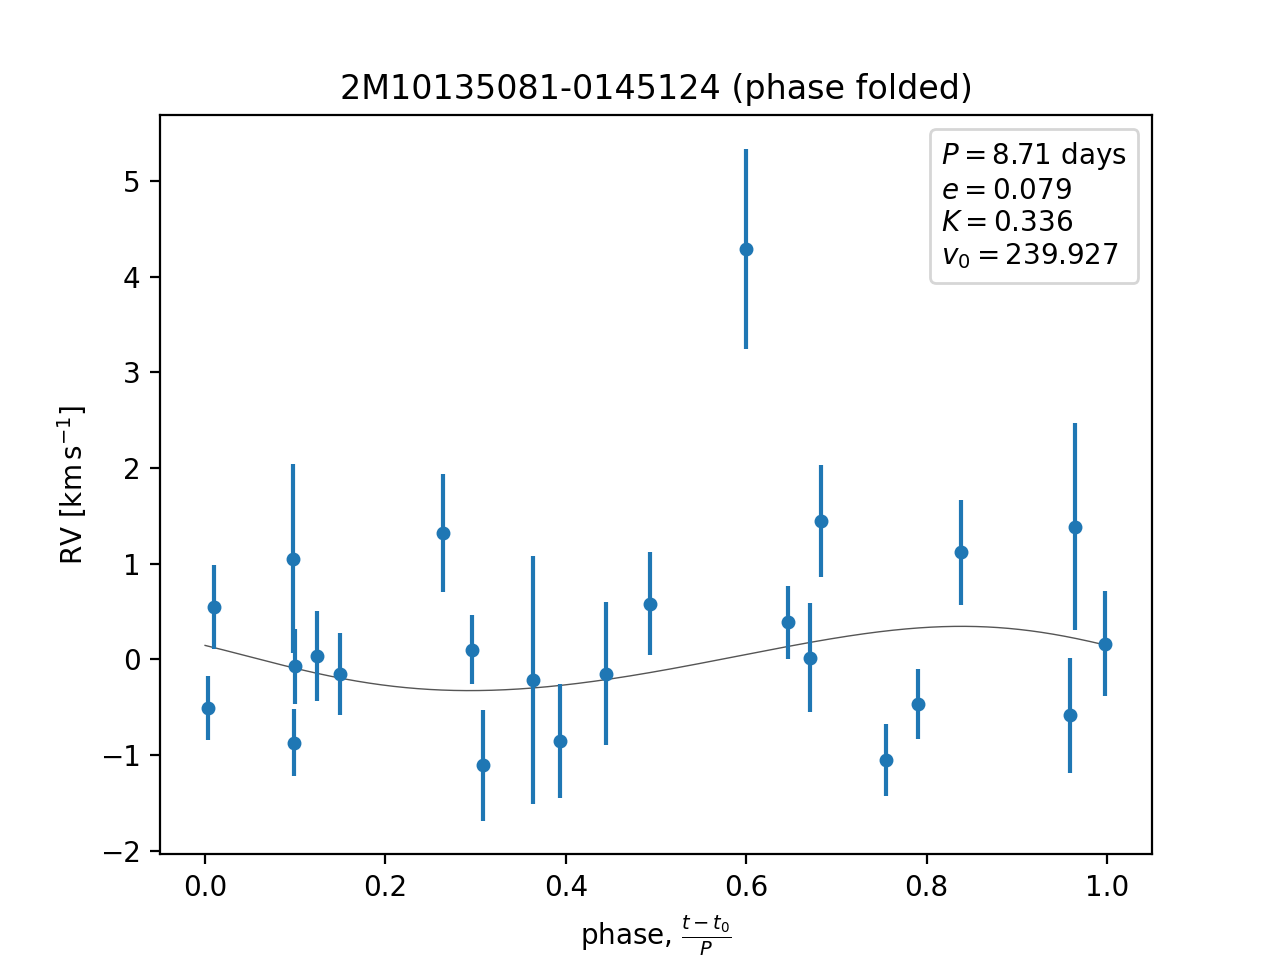 2M10135081-0145124 (phase folded)
P = 8.71 days
e = 0.079
K = 0.336
v₀ = 239.927
RV [km s⁻¹]
5
4
3
2
1
0
−1
−2
0.0 0.2 0.4 0.6 0.8 1.0
phase, (t − t₀)/P